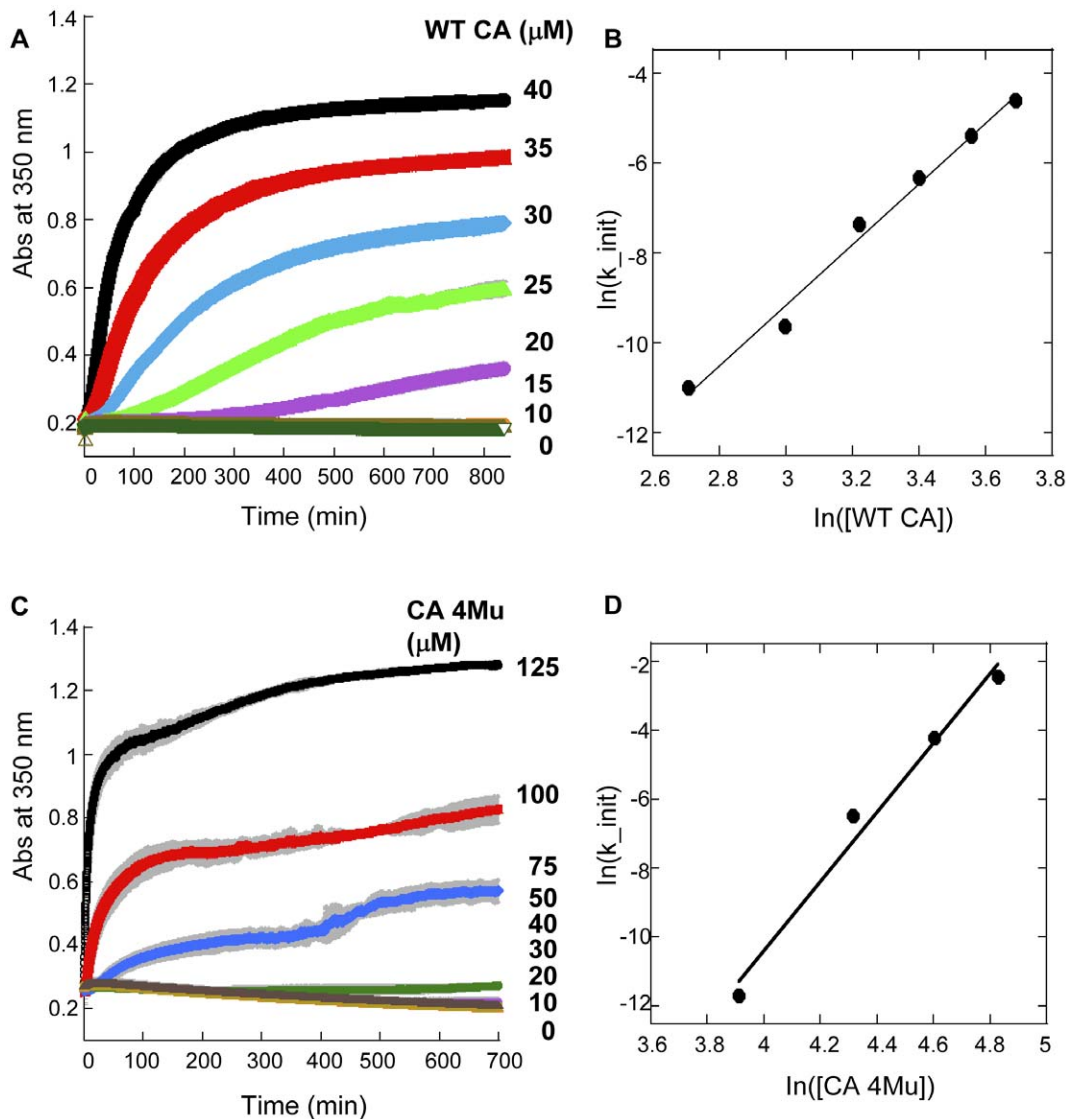 A
WT CA (μM)
Abs at 350 nm
1.4
1.2
1
0.8
0.6
0.4
0.2
40
35
30
25
20
15
10
0
0 100 200 300 400 500 600 700 800
Time (min)
B
ln(k_init)
-4
-6
-8
-10
-12
2.6 2.8 3 3.2 3.4 3.6 3.8
ln([WT CA])
C
CA 4Mu
(μM)
Abs at 350 nm
1.4
1.2
1
0.8
0.6
0.4
0.2
125
100
75
50
40
30
20
10
0
0 100 200 300 400 500 600 700
Time (min)
D
ln(k_init)
-2
-4
-6
-8
-10
-12
3.6 3.8 4 4.2 4.4 4.6 4.8 5
ln([CA 4Mu])